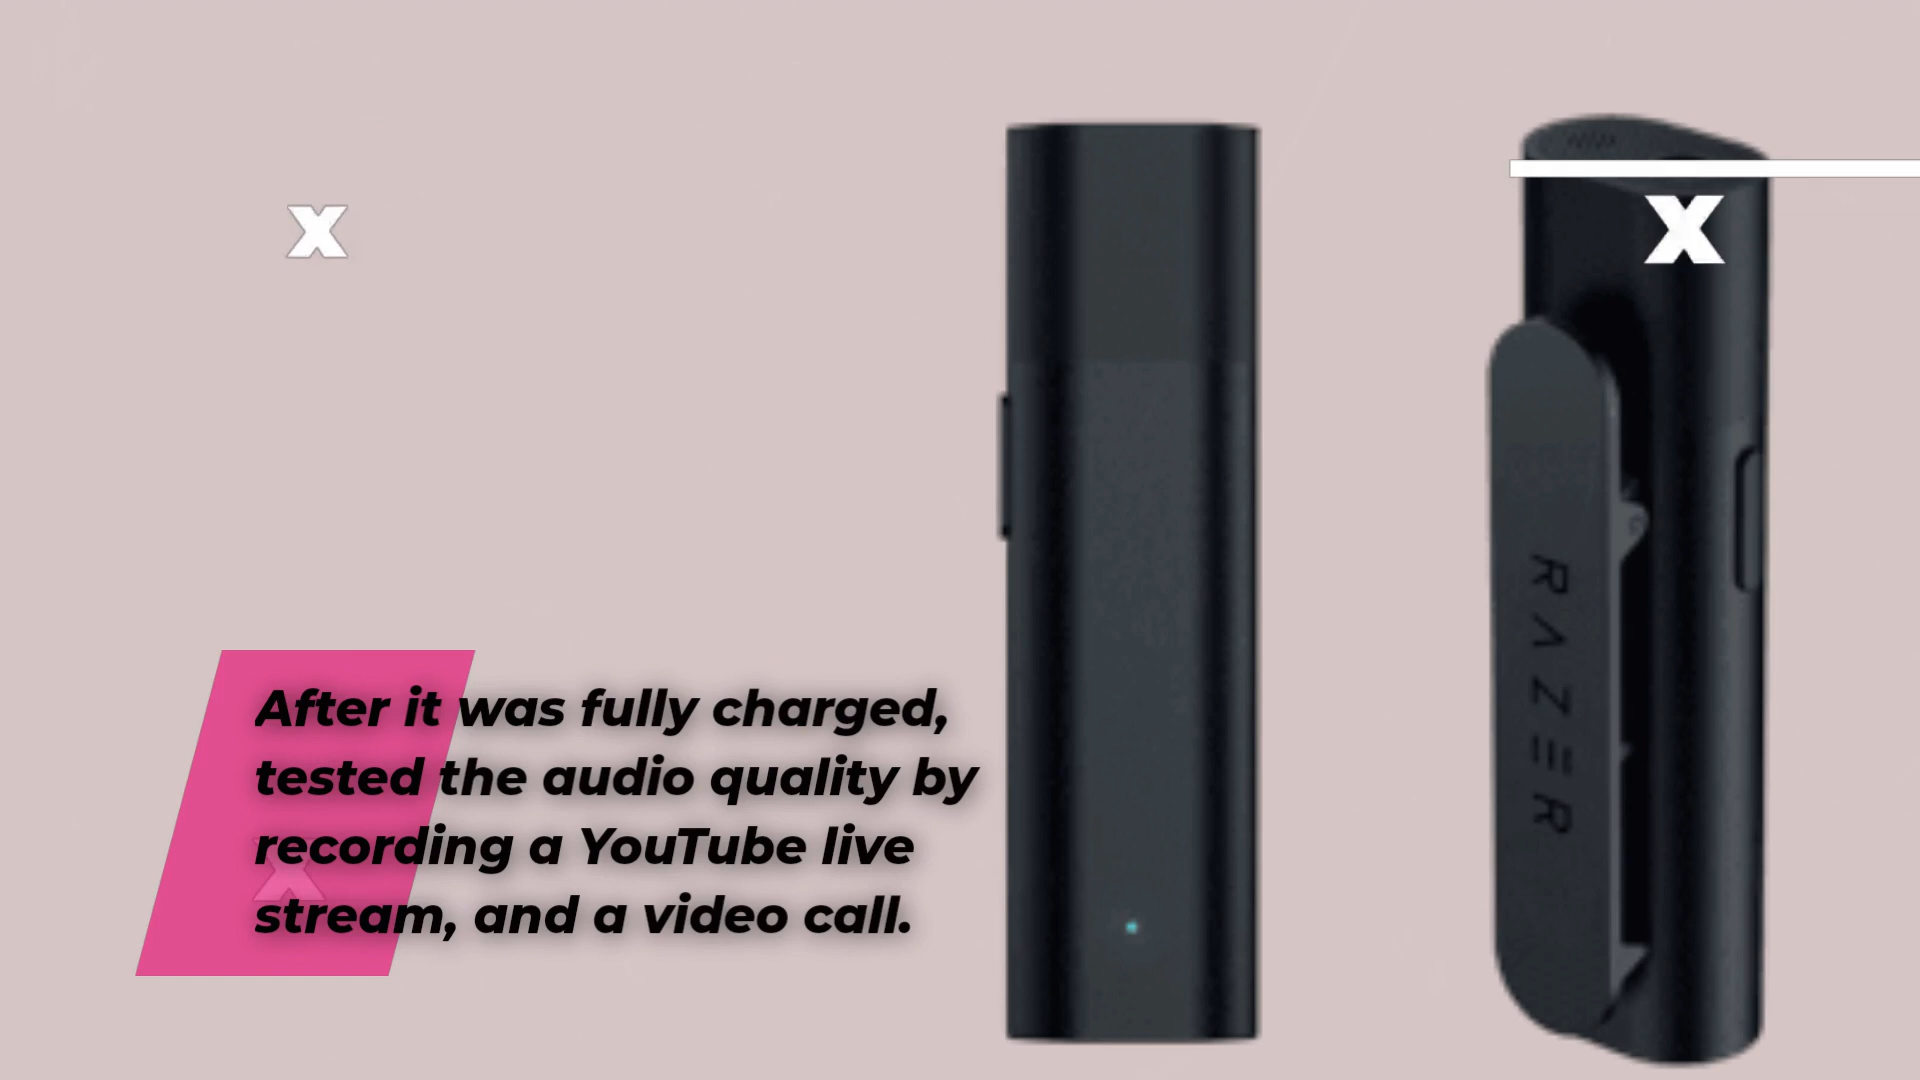 x
x
After it was fully charged,
tested the audio quality by
recording a YouTube live
stream, and a video call.
x
RAZER